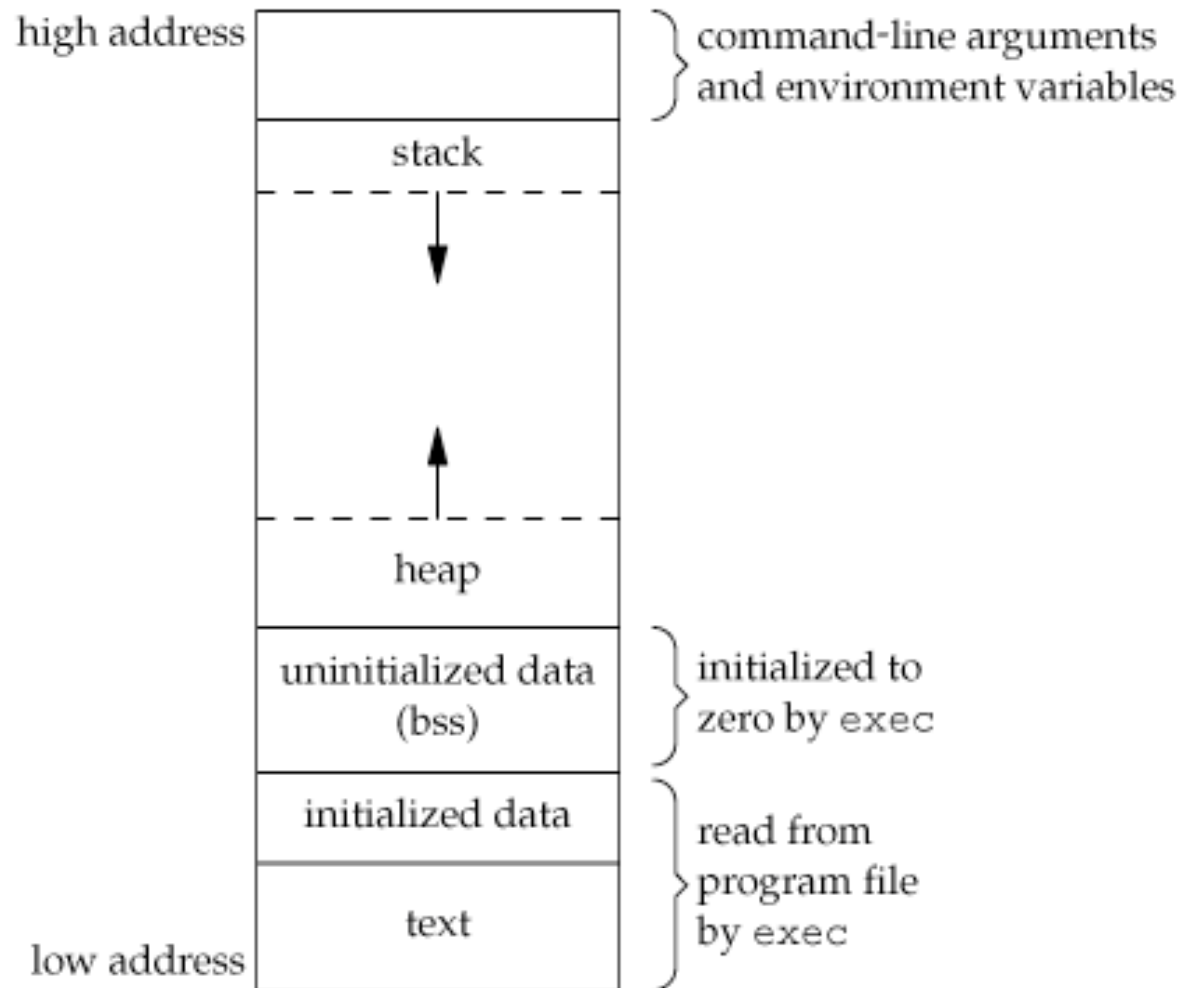 high address
command-line arguments
and environment variables
stack
heap
uninitialized data
(bss)
initialized to
zero by exec
initialized data
read from
program file
by exec
text
low address